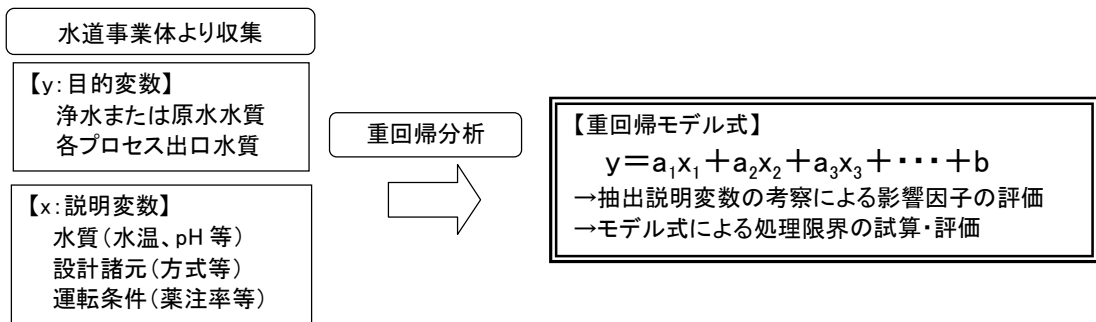 水道事業体より収集
【y:目的変数】
浄水または原水水質
各プロセス出口水質
【x:説明変数】
水質(水温、pH 等)
設計諸元(方式等)
運転条件(薬注率等)
重回帰分析
【重回帰モデル式】
y=a₁x₁+a₂x₂+a₃x₃+・・・+b
→抽出説明変数の考察による影響因子の評価
→モデル式による処理限界の試算・評価